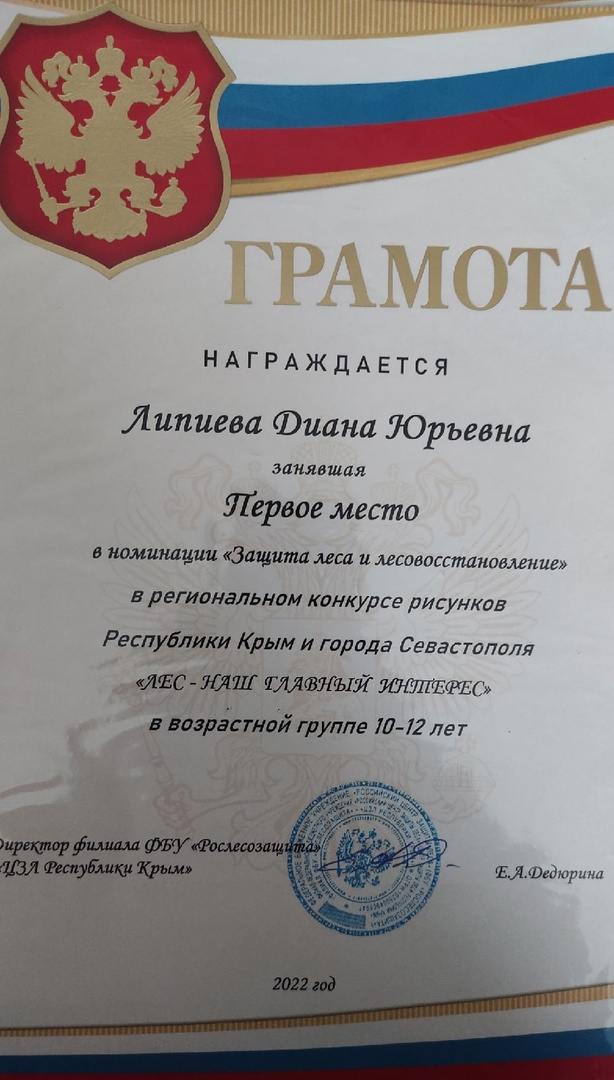 ГРАМОТА
НАГРАЖДАЕТСЯ
Липиева Диана Юрьевна
занявшая
Первое место
в номинации «Защита леса и лесовосстановление»
в региональном конкурсе рисунков
Республики Крым и города Севастополя
«ЛЕС - НАШ ГЛАВНЫЙ ИНТЕРЕС»
в возрастной группе 10-12 лет
Директор филиала ФБУ «Рослесозащита»
«ЦЗЛ Республики Крым»
Е.А.Дедюрина
2022 год